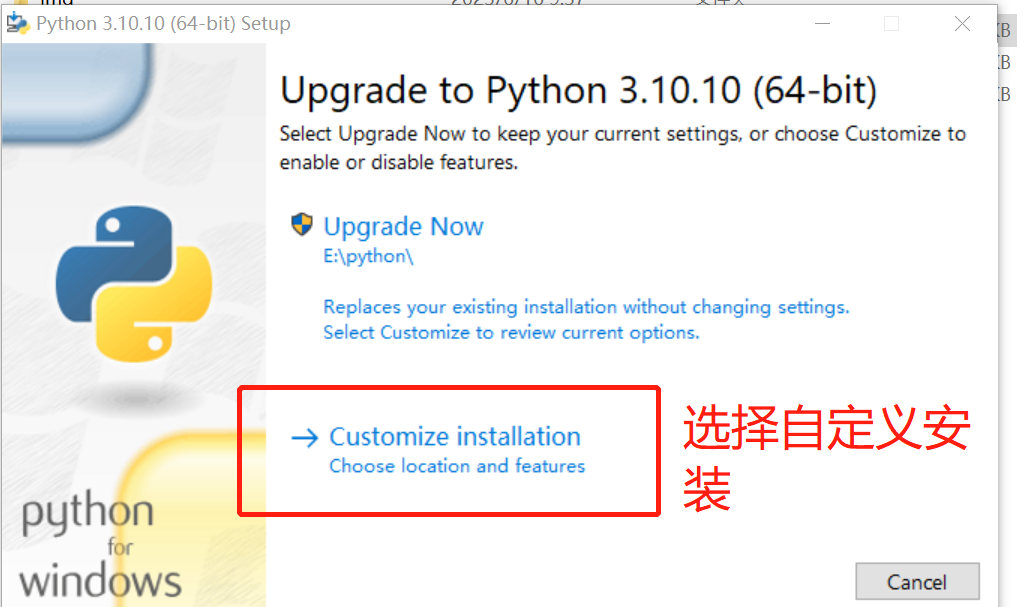 Python 3.10.10 (64-bit) Setup
KB
KB
KB
Upgrade to Python 3.10.10 (64-bit)
Select Upgrade Now to keep your current settings, or choose Customize to
enable or disable features.
Upgrade Now
E:\python\
Replaces your existing installation without changing settings.
Select Customize to review current options.
Customize installation
Choose location and features
选择自定义安
装
python
for
windows
Cancel